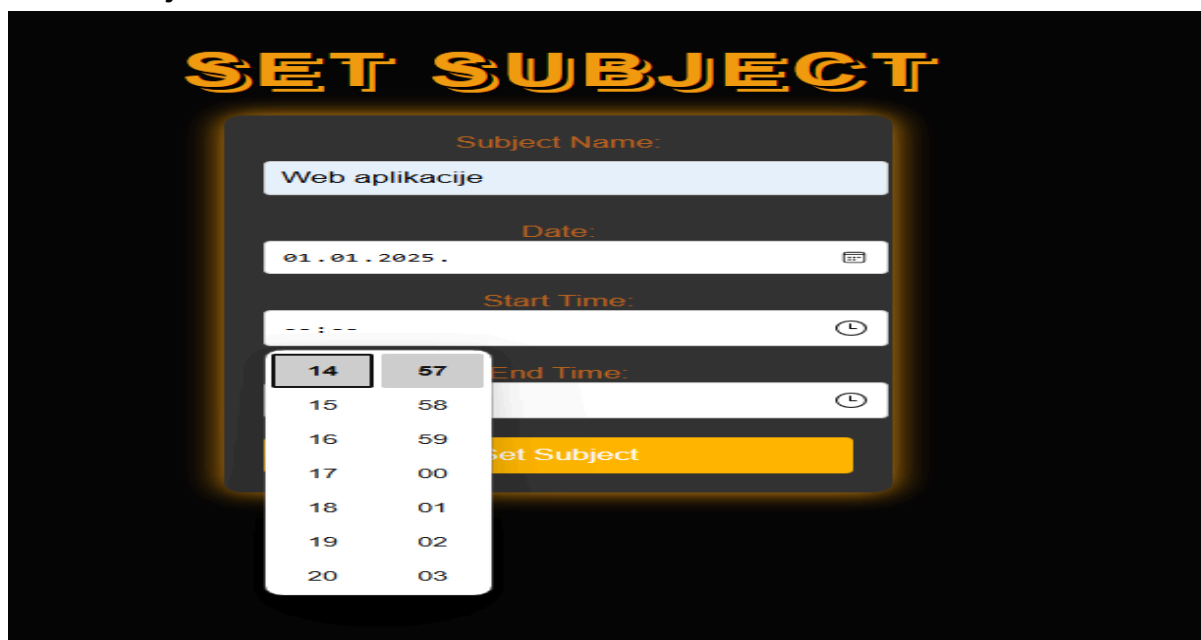 SET SUBJECT
Subject Name:
Web aplikacije
Date:
01.01.2025.
Start Time:
--:--
End Time:
Set Subject
14 57
15 58
16 59
17 00
18 01
19 02
20 03